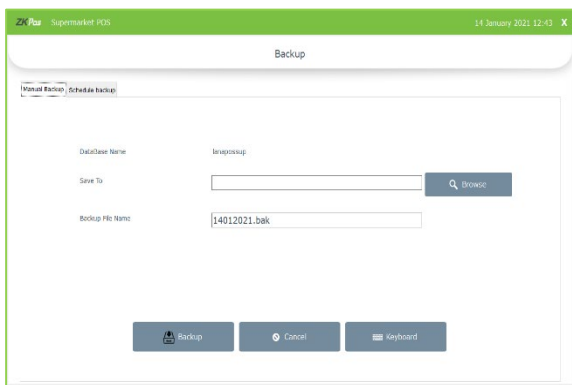 ZKPos Supermarket POS 14 January 2021 12:43 X
Backup
Manual Backup Schedule backup
DataBase Name lanapossup
Save To Browse
Backup File Name 14012021.bak
Backup Cancel Keyboard